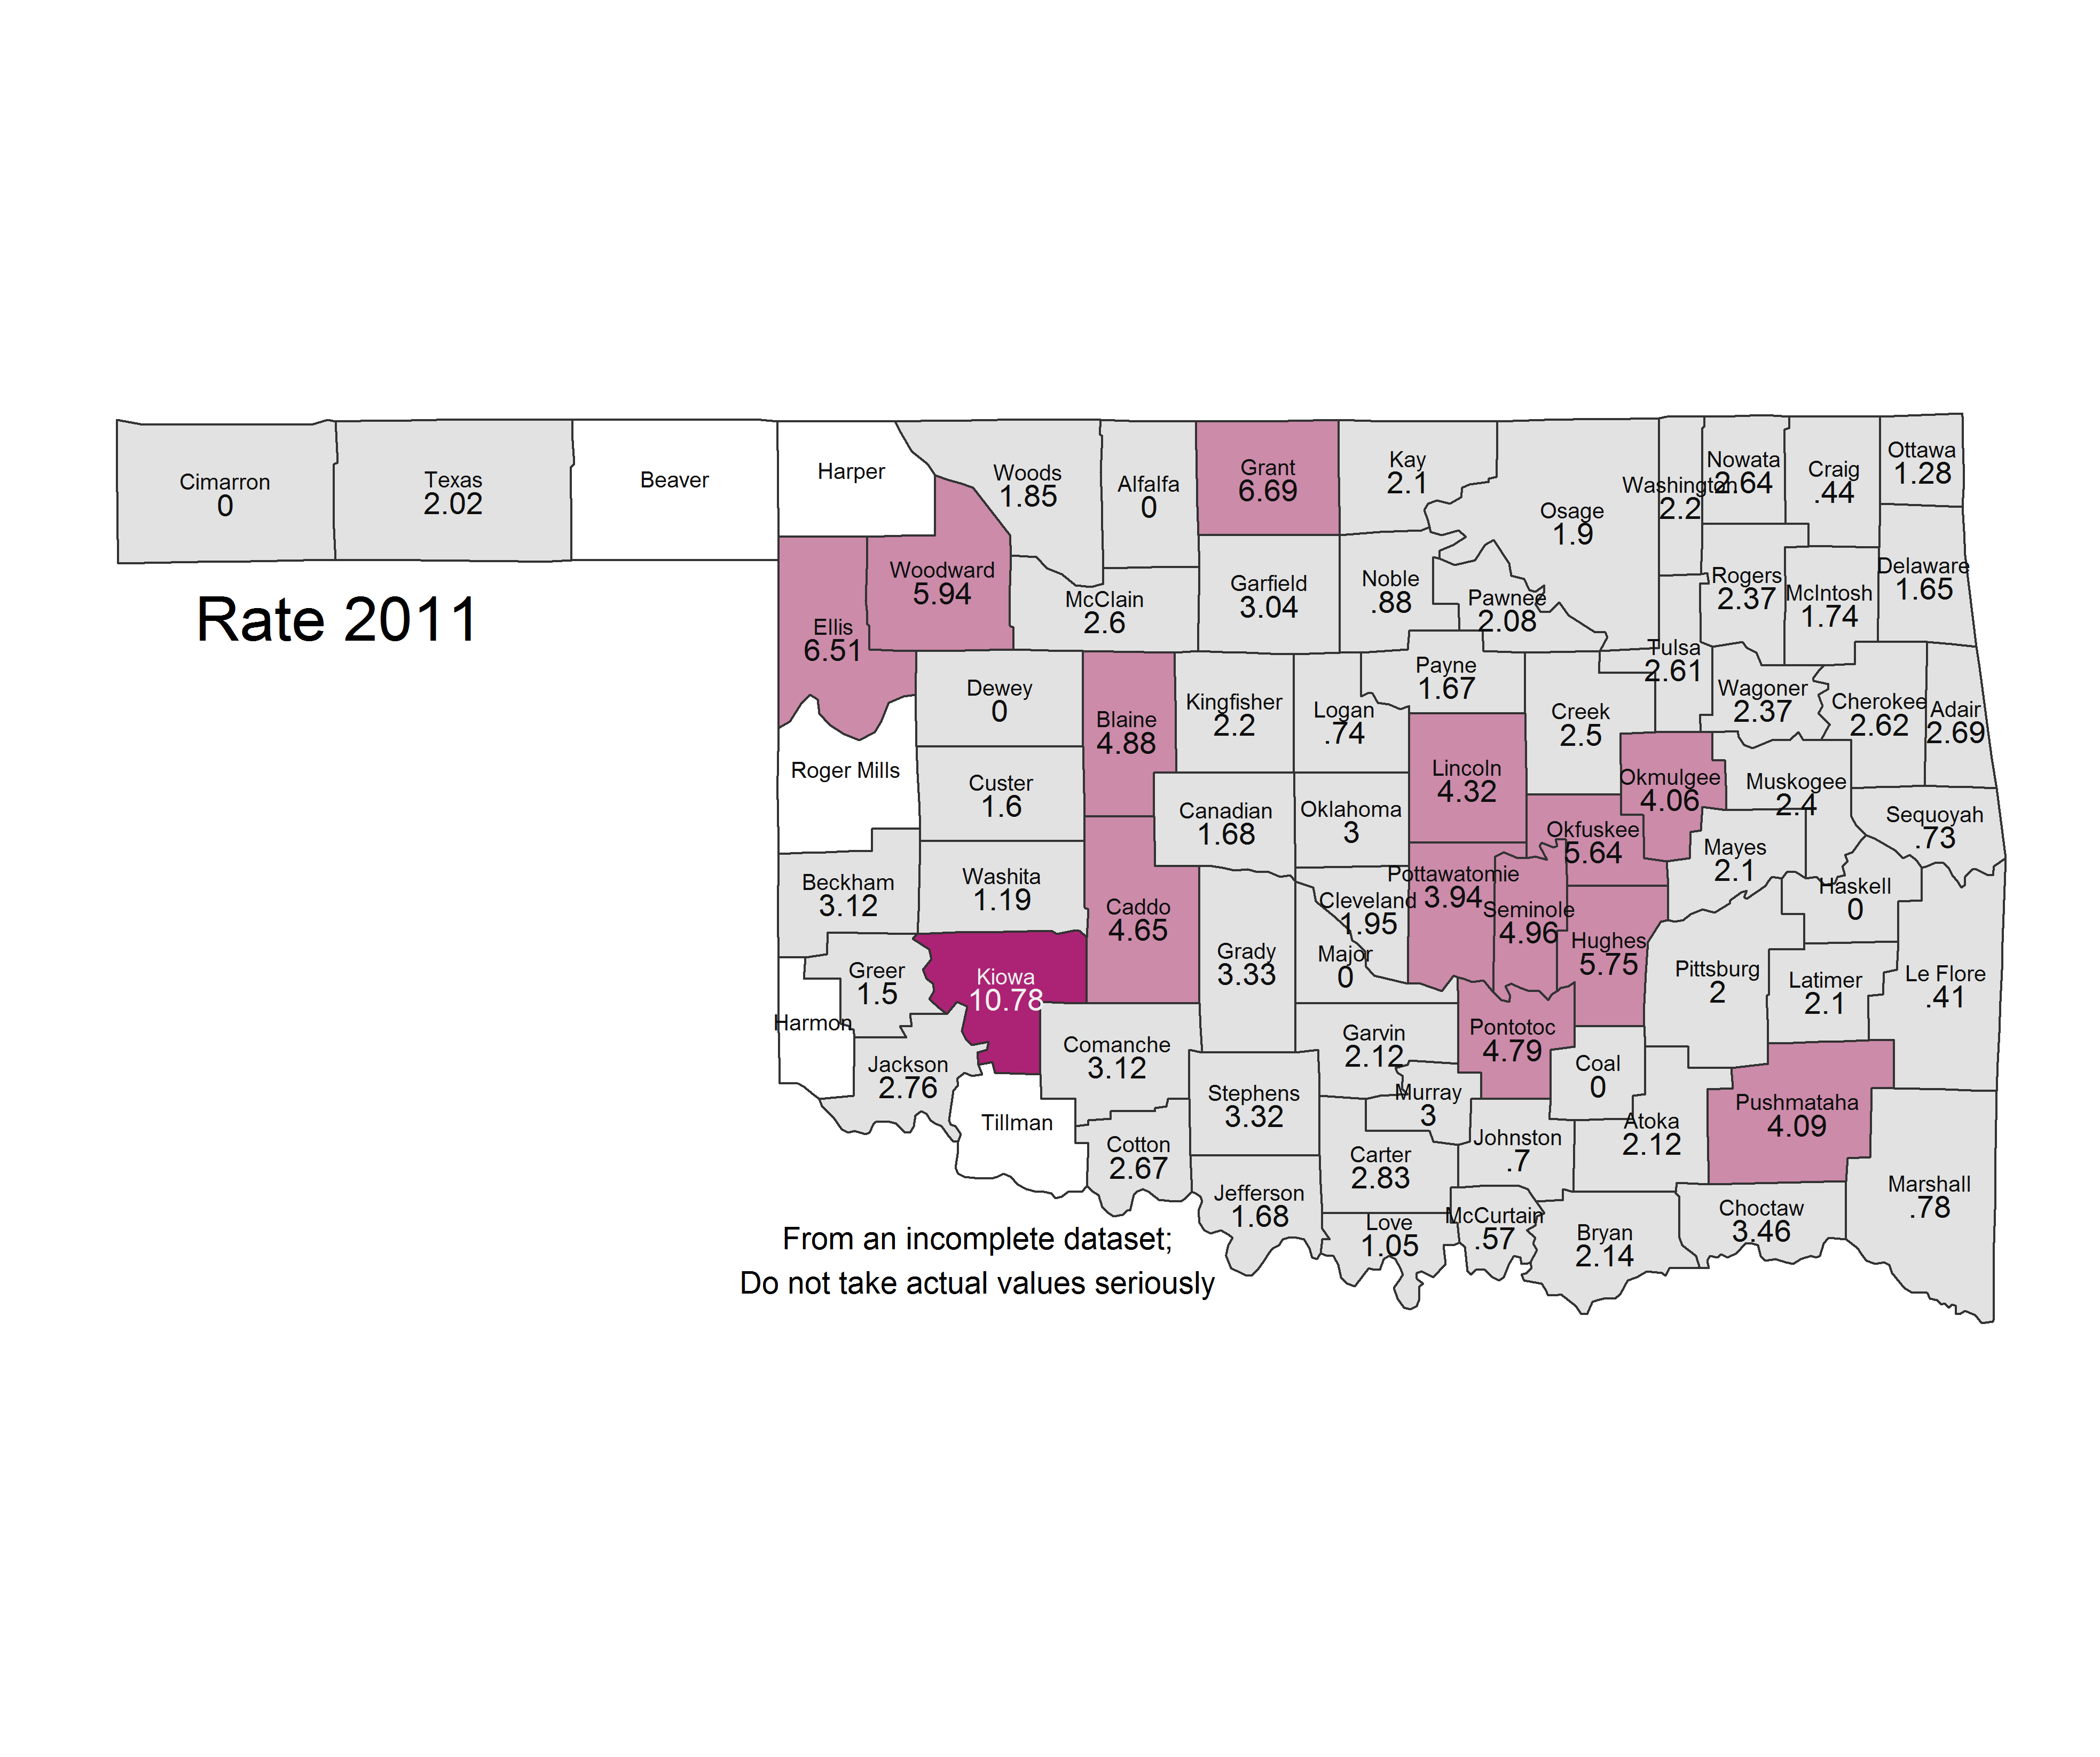 Cimarron
0
Texas
2.02
Beaver
Harper
Woods
1.85
Alfalfa
0
Grant
6.69
Kay
2.1
Osage
1.9
Washington
2.2
Nowata
2.64
Craig
.44
Ottawa
1.28
Rate 2011
Ellis
6.51
Woodward
5.94
McClain
2.6
Garfield
3.04
Noble
.88
Pawnee
2.08
Rogers
2.37
McIntosh
1.74
Delaware
1.65
Dewey
0
Blaine
4.88
Kingfisher
2.2
Logan
.74
Payne
1.67
Creek
2.5
Tulsa
2.61
Wagoner
2.37
Cherokee
2.62
Adair
2.69
Roger Mills
Custer
1.6
Canadian
1.68
Oklahoma
3
Lincoln
4.32
Okmulgee
4.06
Muskogee
2.4
Sequoyah
.73
Okfuskee
5.64
Mayes
2.1
Beckham
3.12
Washita
1.19
Caddo
4.65
Cleveland
1.95
Pottawatomie
3.94
Seminole
4.96
Haskell
0
Grady
3.33
Major
0
Hughes
5.75
Greer
1.5
Kiowa
10.78
Pittsburg
2
Latimer
2.1
Le Flore
.41
Harmon
Jackson
2.76
Comanche
3.12
Garvin
2.12
Pontotoc
4.79
Coal
0
Tillman
Stephens
3.32
Murray
3
Atoka
2.12
Pushmataha
4.09
Cotton
2.67
Carter
2.83
Johnston
.7
Jefferson
1.68
Love
1.05
McCurtain
.57
Bryan
2.14
Choctaw
3.46
Marshall
.78
From an incomplete dataset;
Do not take actual values seriously